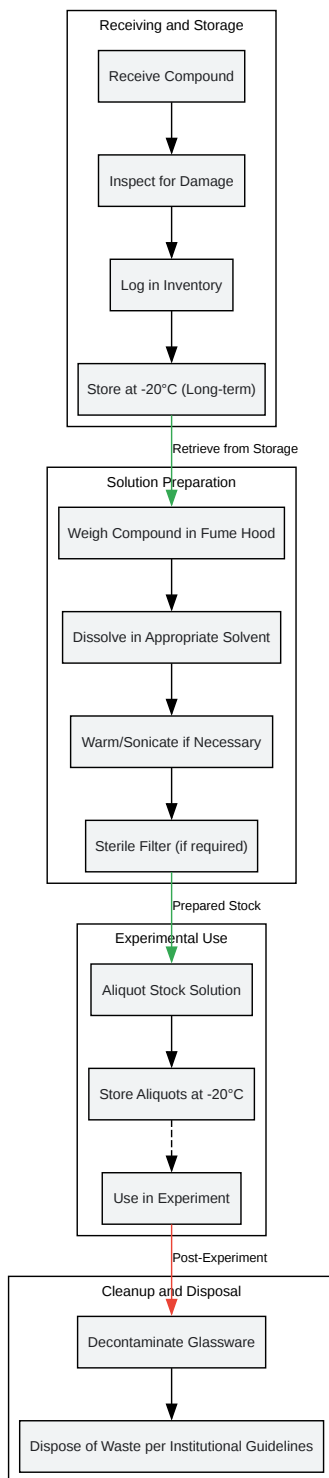 Receiving and Storage
Receive Compound
Inspect for Damage
Log in Inventory
Store at -20°C (Long-term)
Retrieve from Storage
Solution Preparation
Weigh Compound in Fume Hood
Dissolve in Appropriate Solvent
Warm/Sonicate if Necessary
Sterile Filter (if required)
Prepared Stock
Experimental Use
Aliquot Stock Solution
Store Aliquots at -20°C
Use in Experiment
Post-Experiment
Cleanup and Disposal
Decontaminate Glassware
Dispose of Waste per Institutional Guidelines